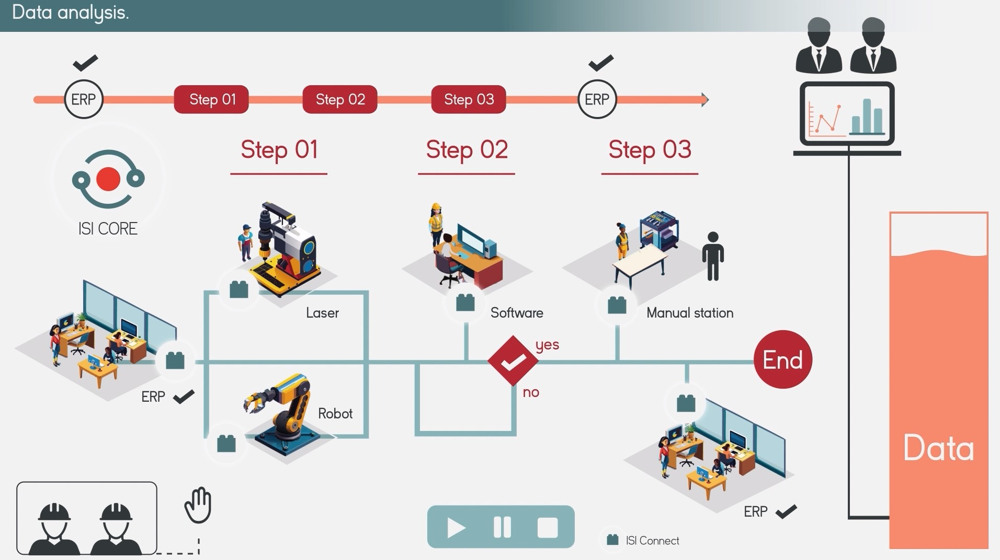 Data analysis.
ERP
Step 01
Step 02
Step 03
ERP
Step 01
Step 02
Step 03
ISI CORE
Laser
Software
Manual station
yes
End
no
ERP
Robot
Data
ERP
ISI Connect